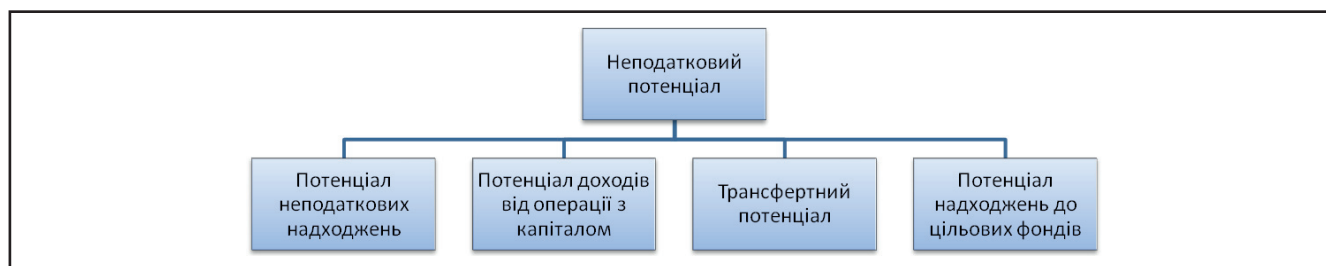 Неподатковий
потенціал
Потенціал
неподаткових
надходжень
Потенціал доходів
від операції з
капіталом
Трансфертний
потенціал
Потенціал
надходжень до
цільових фондів